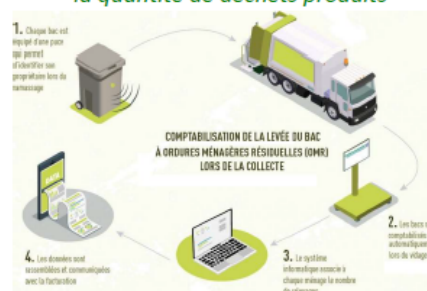 la quantité de déchets produits
1. Chaque bac est
équipé d'une puce
qui permet
d'identifier son
propriétaire lors du
ramassage
COMPTABILISATION DE LA LEVÉE DU BAC
À ORDURES MÉNAGÈRES RÉSIDUELLES (OMR)
LORS DE LA COLLECTE
DATA
2. Les bacs
comptabilisés
automatiquement
lors du vidage
3. Le système
informatique associe à
chaque ménage le nombre
4. Les données sont
rassemblées et communiquées
avec la facturation